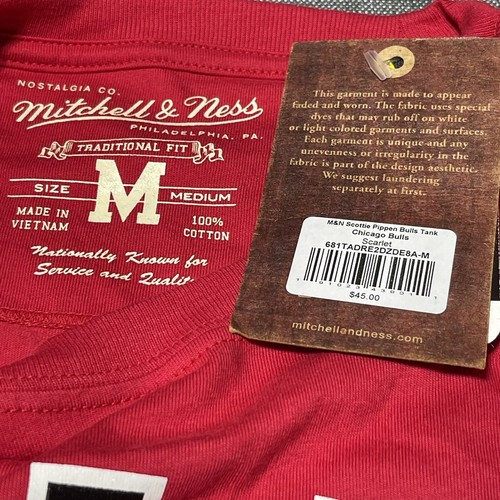 NOSTALGIA CO.
Mitchell & Ness
PHILADELPHIA, PA.
TRADITIONAL FIT
M
SIZE
MEDIUM
MADE IN
VIETNAM
100%
COTTON
Nationally Known for
Service and Qualit
This garment is made to appear
faded and worn. The fabric uses special
dyes that may rub off on white
or light colored garments and surfaces.
Each garment is unique and any
unevenness or irregularity in the
fabric is part of the design aesthetic.
We suggest laundering
separately at first.
M&N Scottie Pippen Bulls Tank
Chicago Bulls
Scarlet
681TADRE2DZDE8A-M
$45.00
mitchellandness.com